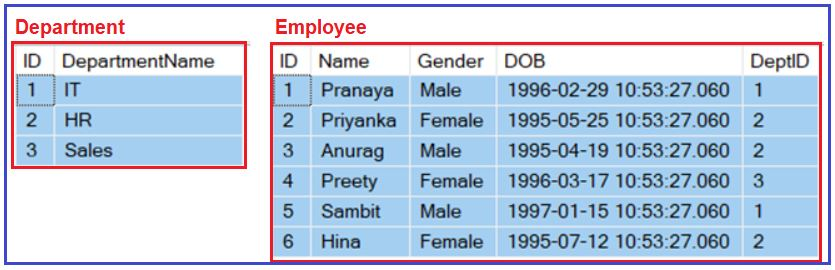 Department
ID DepartmentName
1 IT
2 HR
3 Sales
Employee
ID Name Gender DOB DeptID
1 Pranaya Male 1996-02-29 10:53:27.060 1
2 Priyanka Female 1995-05-25 10:53:27.060 2
3 Anurag Male 1995-04-19 10:53:27.060 2
4 Preety Female 1996-03-17 10:53:27.060 3
5 Sambit Male 1997-01-15 10:53:27.060 1
6 Hina Female 1995-07-12 10:53:27.060 2